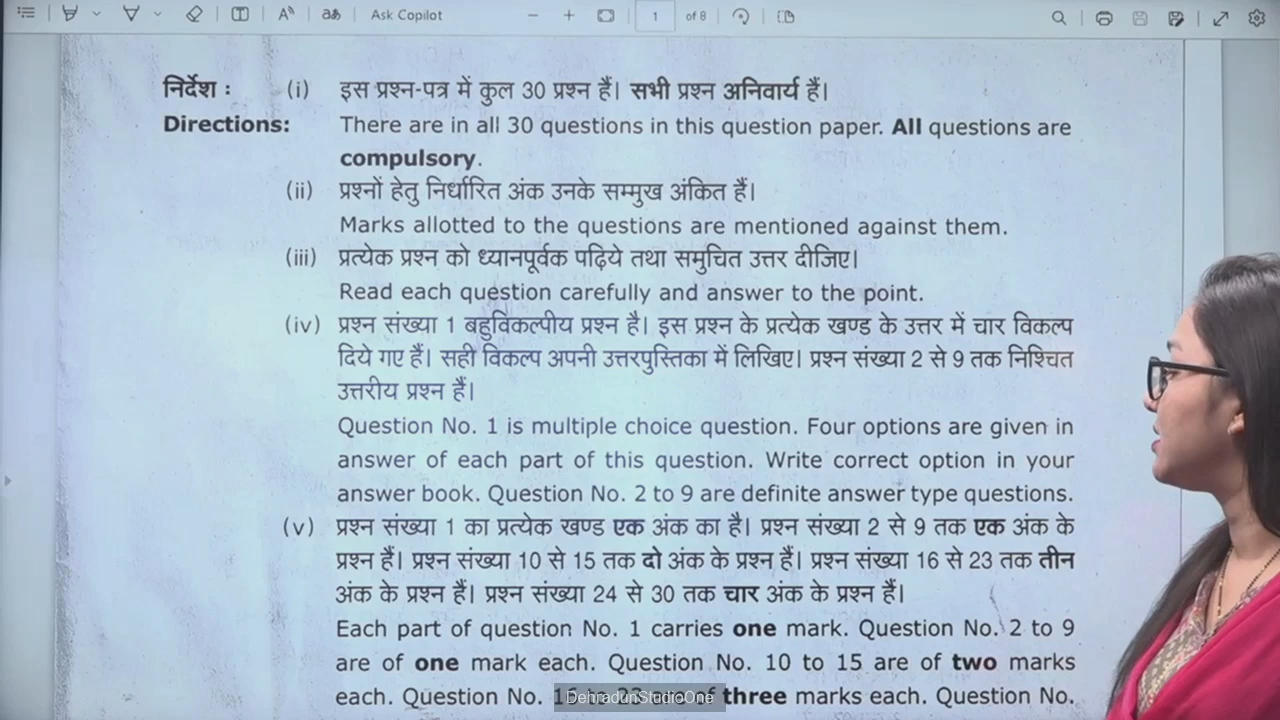 Ask Copilot
1 of 8
निर्देश : (i) इस प्रश्न-पत्र में कुल 30 प्रश्न हैं। सभी प्रश्न अनिवार्य हैं।
Directions: There are in all 30 questions in this question paper. All questions are
compulsory.
(ii) प्रश्नों हेतु निर्धारित अंक उनके सम्मुख अंकित हैं।
Marks allotted to the questions are mentioned against them.
(iii) प्रत्येक प्रश्न को ध्यानपूर्वक पढ़िये तथा समुचित उत्तर दीजिए।
Read each question carefully and answer to the point.
(iv) प्रश्न संख्या 1 बहुविकल्पीय प्रश्न है। इस प्रश्न के प्रत्येक खण्ड के उत्तर में चार विकल्प
दिये गए हैं। सही विकल्प अपनी उत्तरपुस्तिका में लिखिए। प्रश्न संख्या 2 से 9 तक निश्चित
उत्तरीय प्रश्न हैं।
Question No. 1 is multiple choice question. Four options are given in
answer of each part of this question. Write correct option in your
answer book. Question No. 2 to 9 are definite answer type questions.
(v) प्रश्न संख्या 1 का प्रत्येक खण्ड एक अंक का है। प्रश्न संख्या 2 से 9 तक एक अंक के
प्रश्न हैं। प्रश्न संख्या 10 से 15 तक दो अंक के प्रश्न हैं। प्रश्न संख्या 16 से 23 तक तीन
अंक के प्रश्न हैं। प्रश्न संख्या 24 से 30 तक चार अंक के प्रश्न हैं।
Each part of question No. 1 carries one mark. Question No. 2 to 9
are of one mark each. Question No. 10 to 15 are of two marks
each. Question No. three marks each. Question No.
DehradunStudioOne